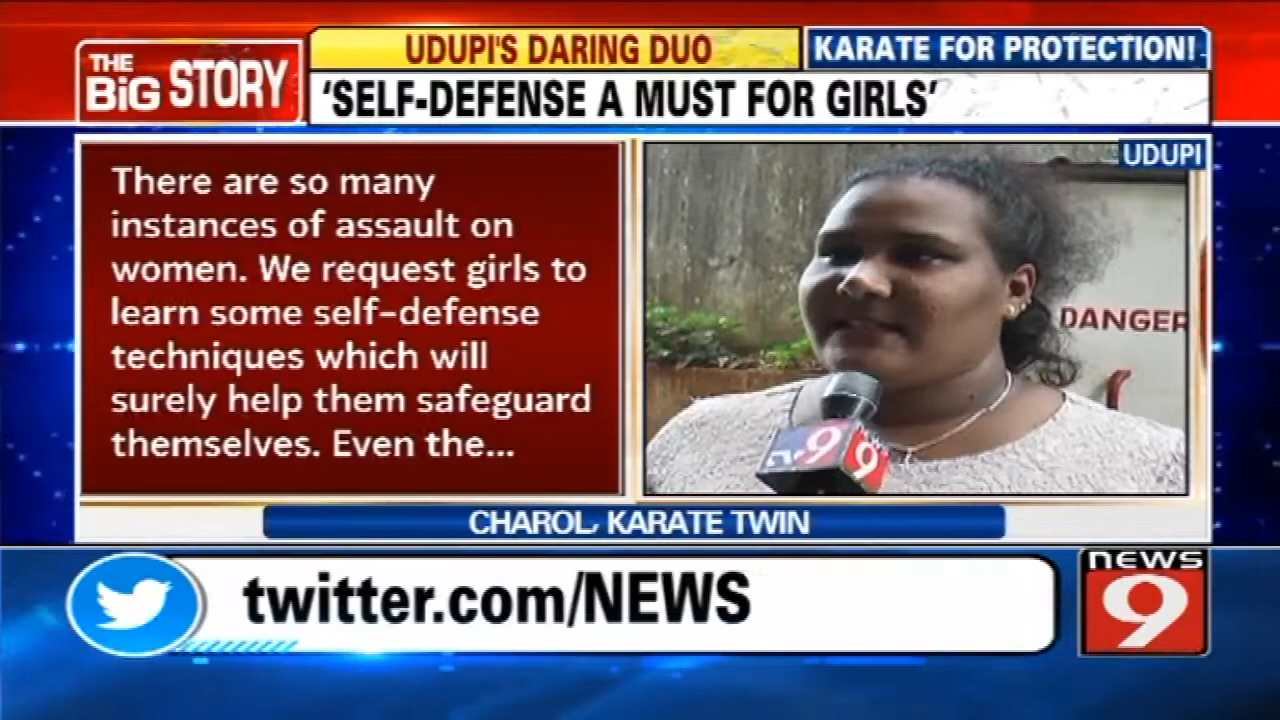 THE
BiG STORY
UDUPI'S DARING DUO
KARATE FOR PROTECTION!
‘SELF-DEFENSE A MUST FOR GIRLS’
There are so many
instances of assault on
women. We request girls to
learn some self-defense
techniques which will
surely help them safeguard
themselves. Even the...
UDUPI
DANGER
9
9
CHAROL, KARATE TWIN
twitter.com/NEWS
NEWS
9